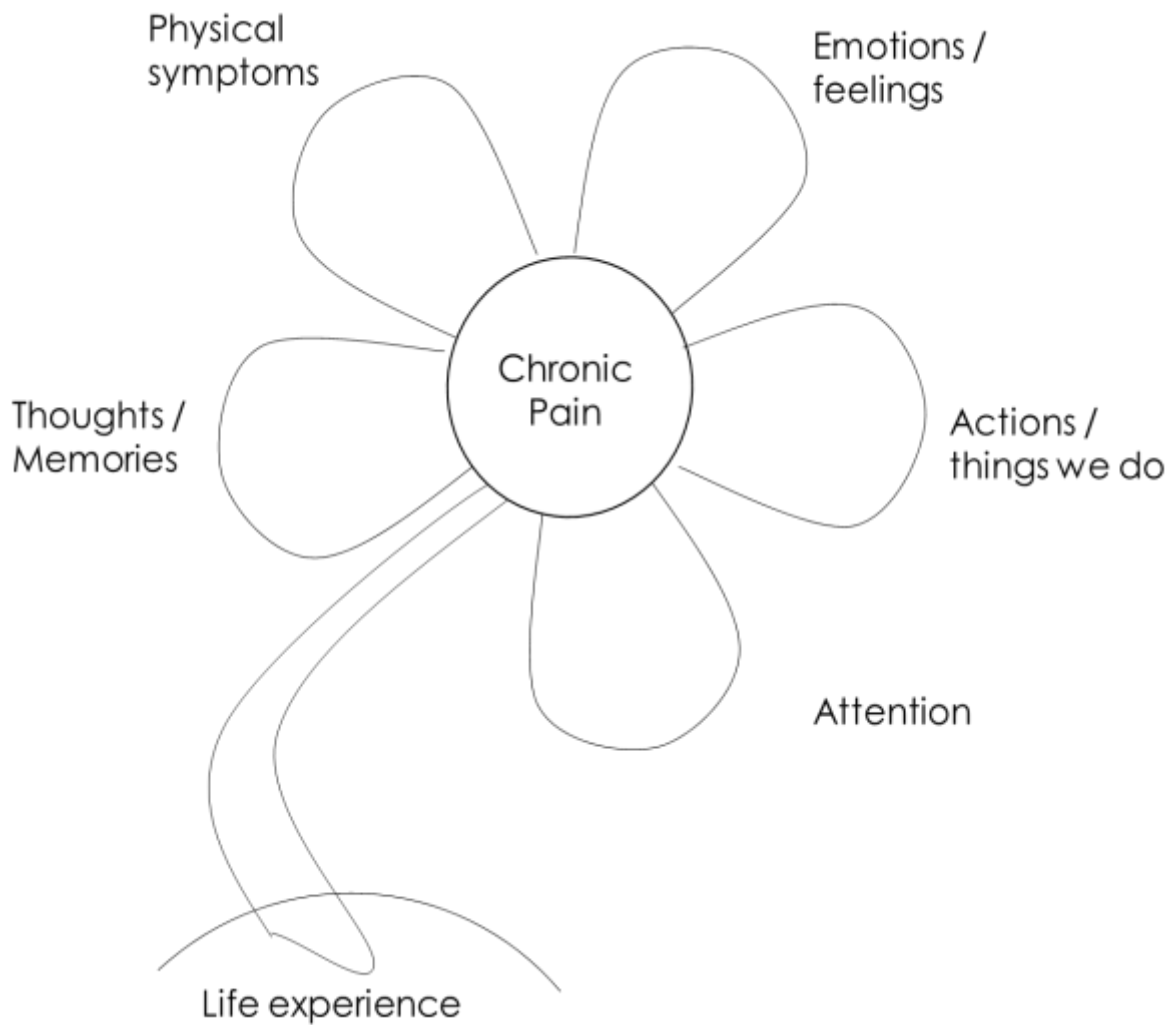 Physical
symptoms
Emotions /
feelings
Chronic
Pain
Thoughts /
Memories
Actions /
things we do
Attention
Life experience